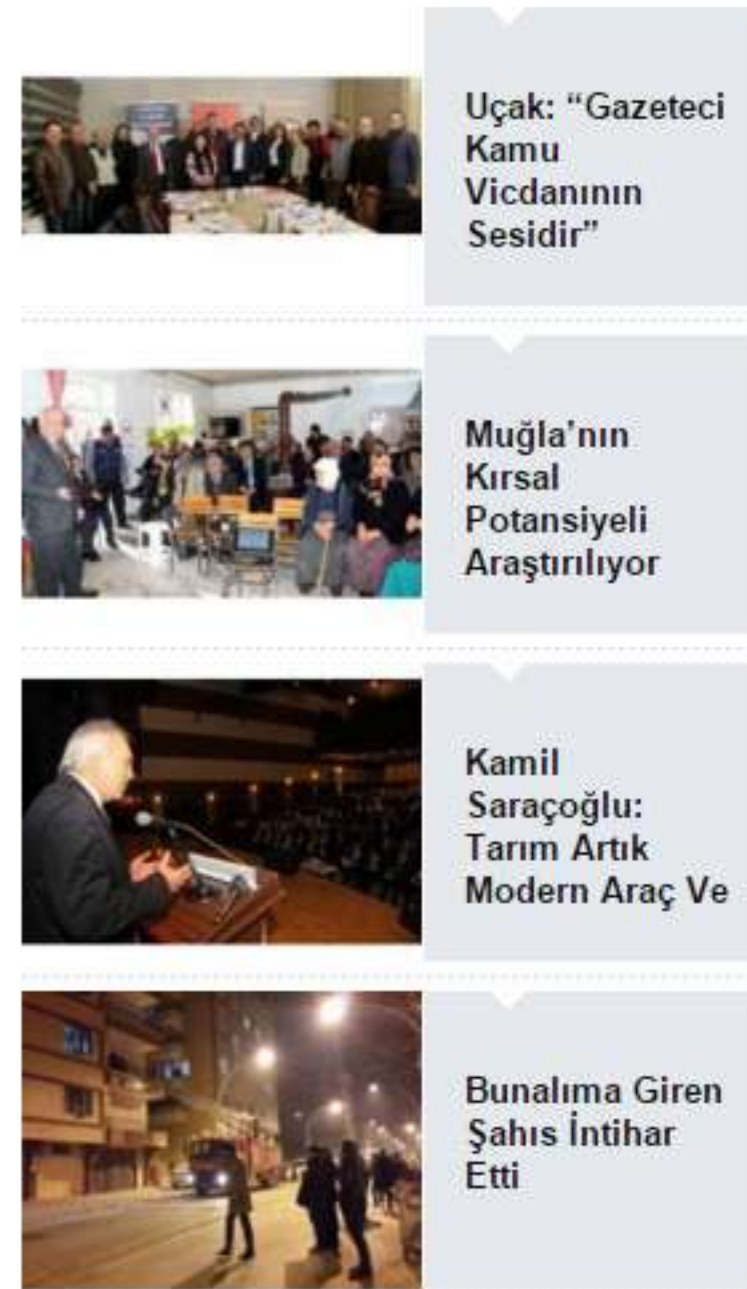 Uçak: “Gazeteci
Kamu
Vicdanının
Sesidir”
Muğla’nın
Kırsal
Potansiyeli
Araştırılıyor
Kamil
Saraçoğlu:
Tarım Artık
Modern Araç Ve
Bunalıma Giren
Şahıs İntihar
Etti